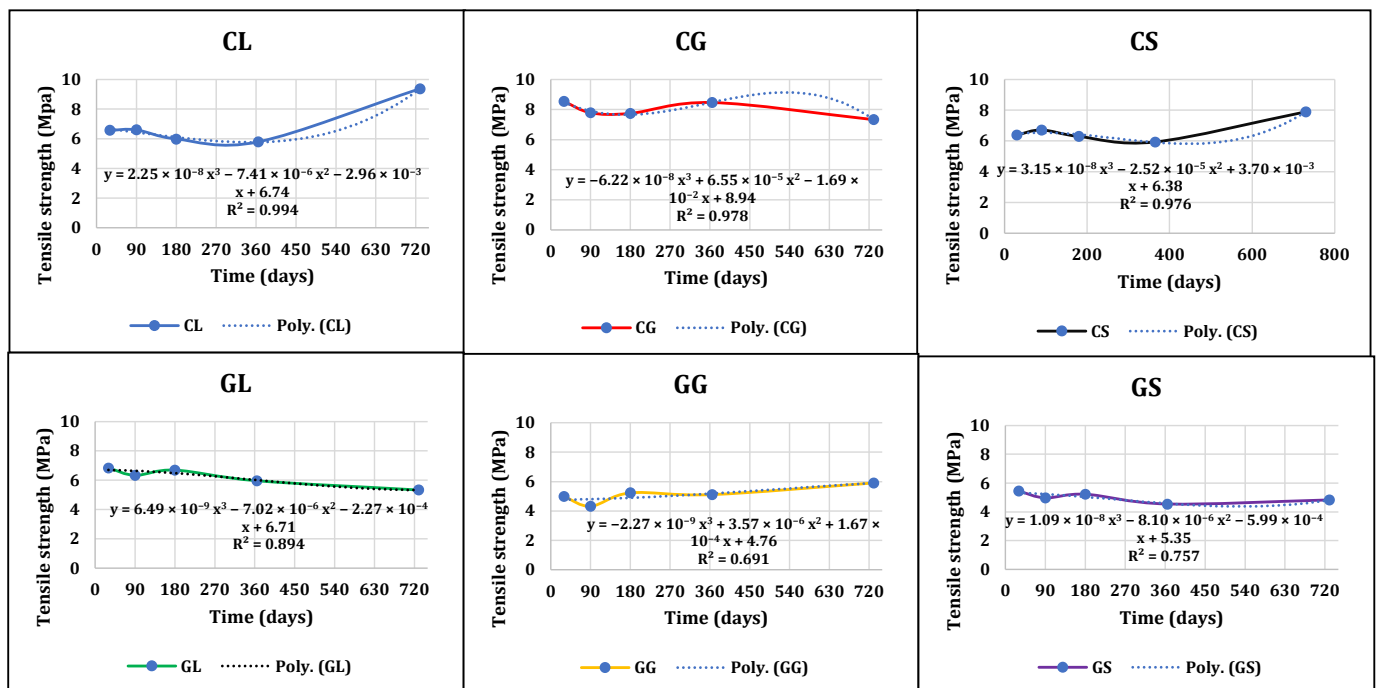 CL
Tensile strength (Mpa)
10
8
6
4
2
0
y = 2.25 × 10⁻⁸ x³ − 7.41 × 10⁻⁶ x² − 2.96 × 10⁻³
x + 6.74
R² = 0.994
0 90 180 270 360 450 540 630 720
Time (days)
CL Poly. (CL)
CG
Tensile strength (MPa)
10
8
6
4
2
0
y = −6.22 × 10⁻⁸ x³ + 6.55 × 10⁻⁵ x² − 1.69 ×
10⁻² x + 8.94
R² = 0.978
0 90 180 270 360 450 540 630 720
Time (days)
CG Poly. (CG)
CS
Tensile strength (MPa)
10
8
6
4
2
0
y = 3.15 × 10⁻⁸ x³ − 2.52 × 10⁻⁵ x² + 3.70 × 10⁻³
x + 6.38
R² = 0.976
0 200 400 600 800
Time (days)
CS Poly. (CS)
GL
Tensile strength (MPa)
10
8
6
4
2
0
y = 6.49 × 10⁻⁹ x³ − 7.02 × 10⁻⁶ x² − 2.27 × 10⁻⁴
x + 6.71
R² = 0.894
0 90 180 270 360 450 540 630 720
Time (days)
GL Poly. (GL)
GG
Tensile strength (MPa)
10
8
6
4
2
0
y = −2.27 × 10⁻⁹ x³ + 3.57 × 10⁻⁶ x² + 1.67 ×
10⁻⁴ x + 4.76
R² = 0.691
0 90 180 270 360 450 540 630 720
Time (days)
GG Poly. (GG)
GS
Tensile strength (MPa)
10
8
6
4
2
0
y = 1.09 × 10⁻⁸ x³ − 8.10 × 10⁻⁶ x² − 5.99 × 10⁻⁴
x + 5.35
R² = 0.757
0 90 180 270 360 450 540 630 720
Time (days)
GS Poly. (GS)